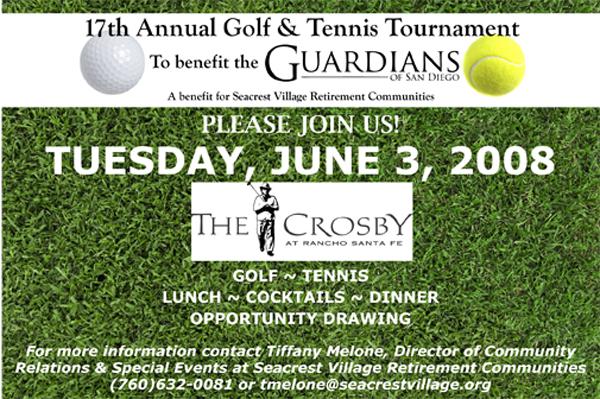 17th Annual Golf & Tennis Tournament
To benefit the GUARDIANS
OF SAN DIEGO
A benefit for Seacrest Village Retirement Communities
PLEASE JOIN US!
TUESDAY, JUNE 3, 2008
THE CROSBY
AT RANCHO SANTA FE
GOLF ~ TENNIS
LUNCH ~ COCKTAILS ~ DINNER
OPPORTUNITY DRAWING
For more information contact Tiffany Melone, Director of Community
Relations & Special Events at Seacrest Village Retirement Communities
(760)632-0081 or tmelone@seacrestvillage.org